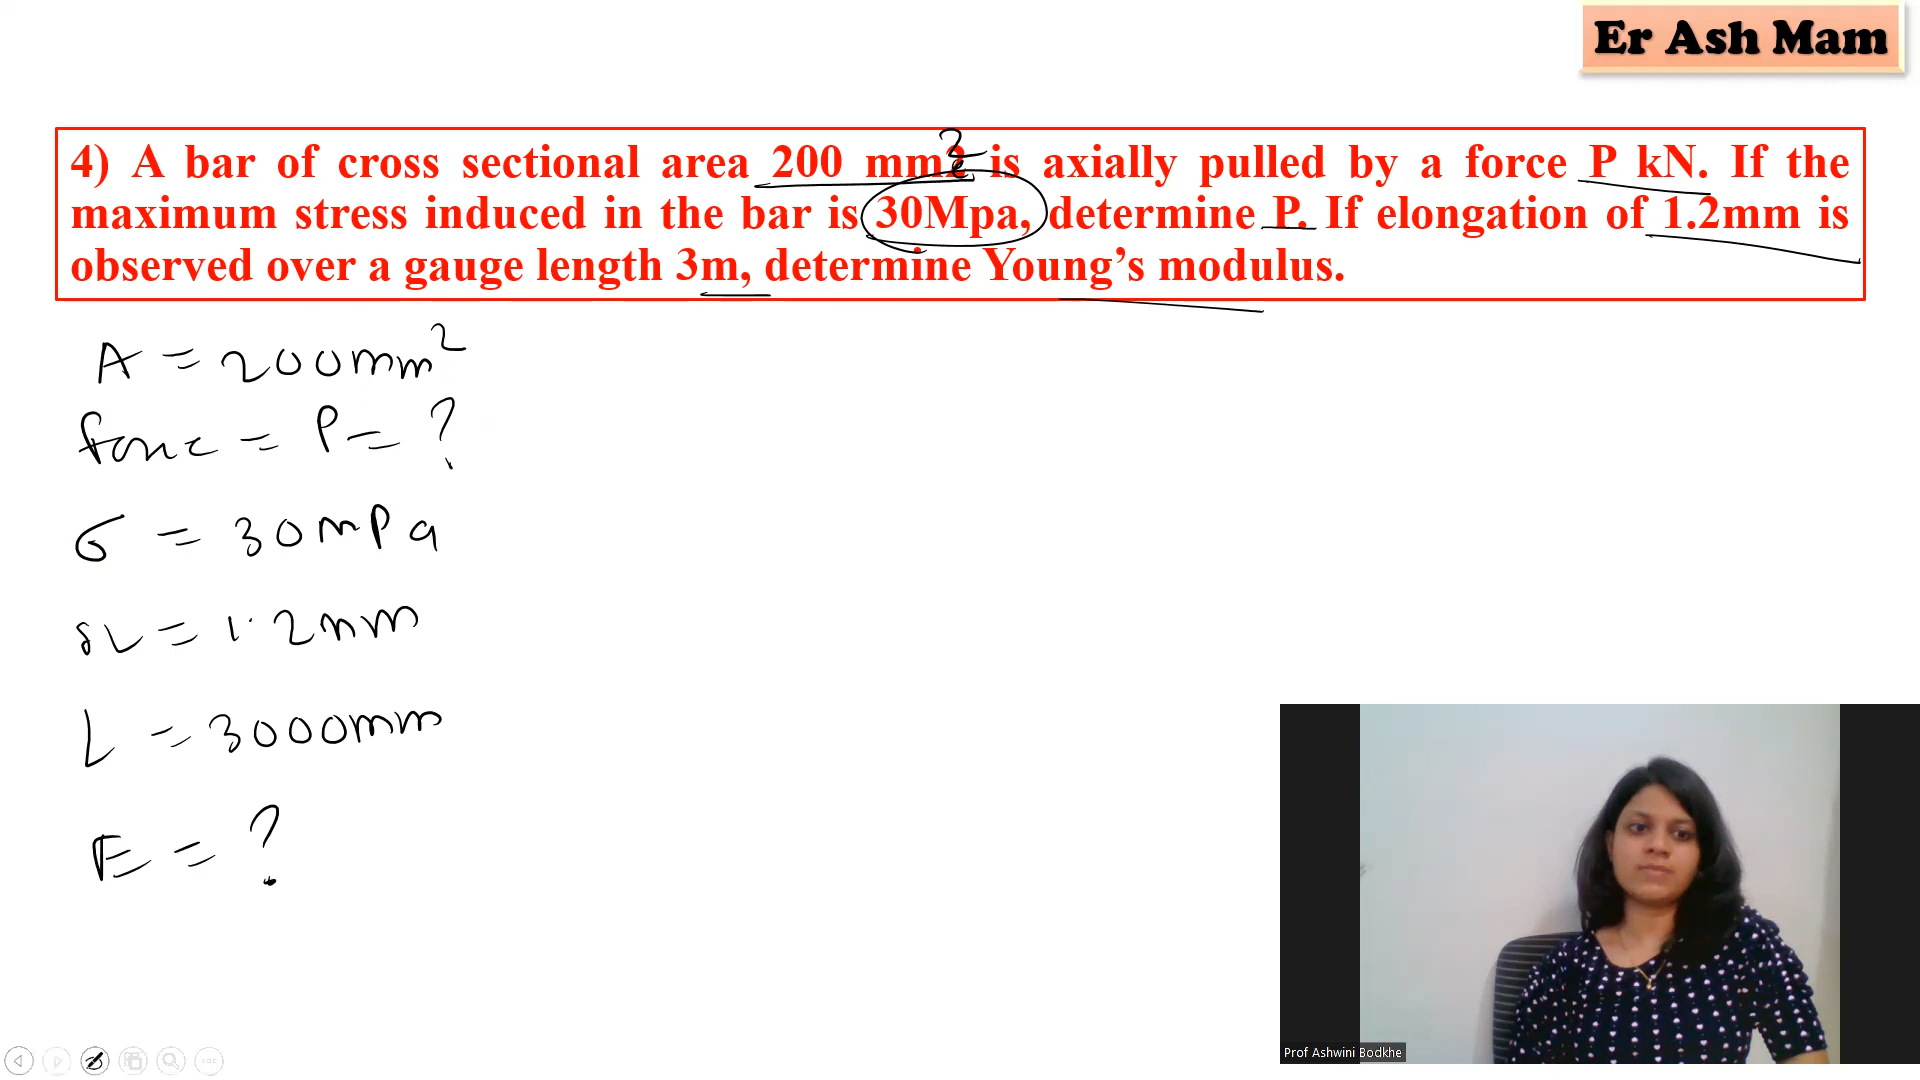 Er Ash Mam
4) A bar of cross sectional area 200 mm2 is axially pulled by a force P kN. If the
maximum stress induced in the bar is 30Mpa, determine P. If elongation of 1.2mm is
observed over a gauge length 3m, determine Young’s modulus.
A = 200mm²
force = P = ?
σ = 30mPa
δL = 1.2mm
L = 3000mm
E = ?
Prof Ashwini Bodkhe